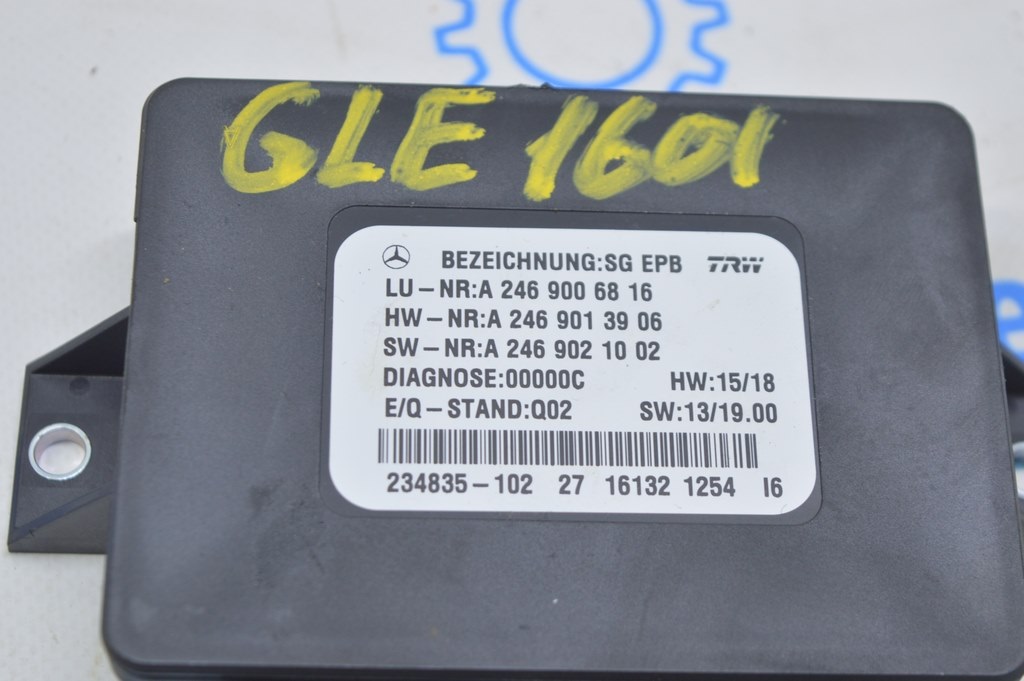 GLE 1601
BEZEICHNUNG:SG EPB TRW
LU-NR:A 246 900 68 16
HW-NR:A 246 901 39 06
SW-NR:A 246 902 10 02
DIAGNOSE:00000C HW:15/18
E/Q-STAND:Q02 SW:13/19.00
234835-102 27 16132 1254 I6